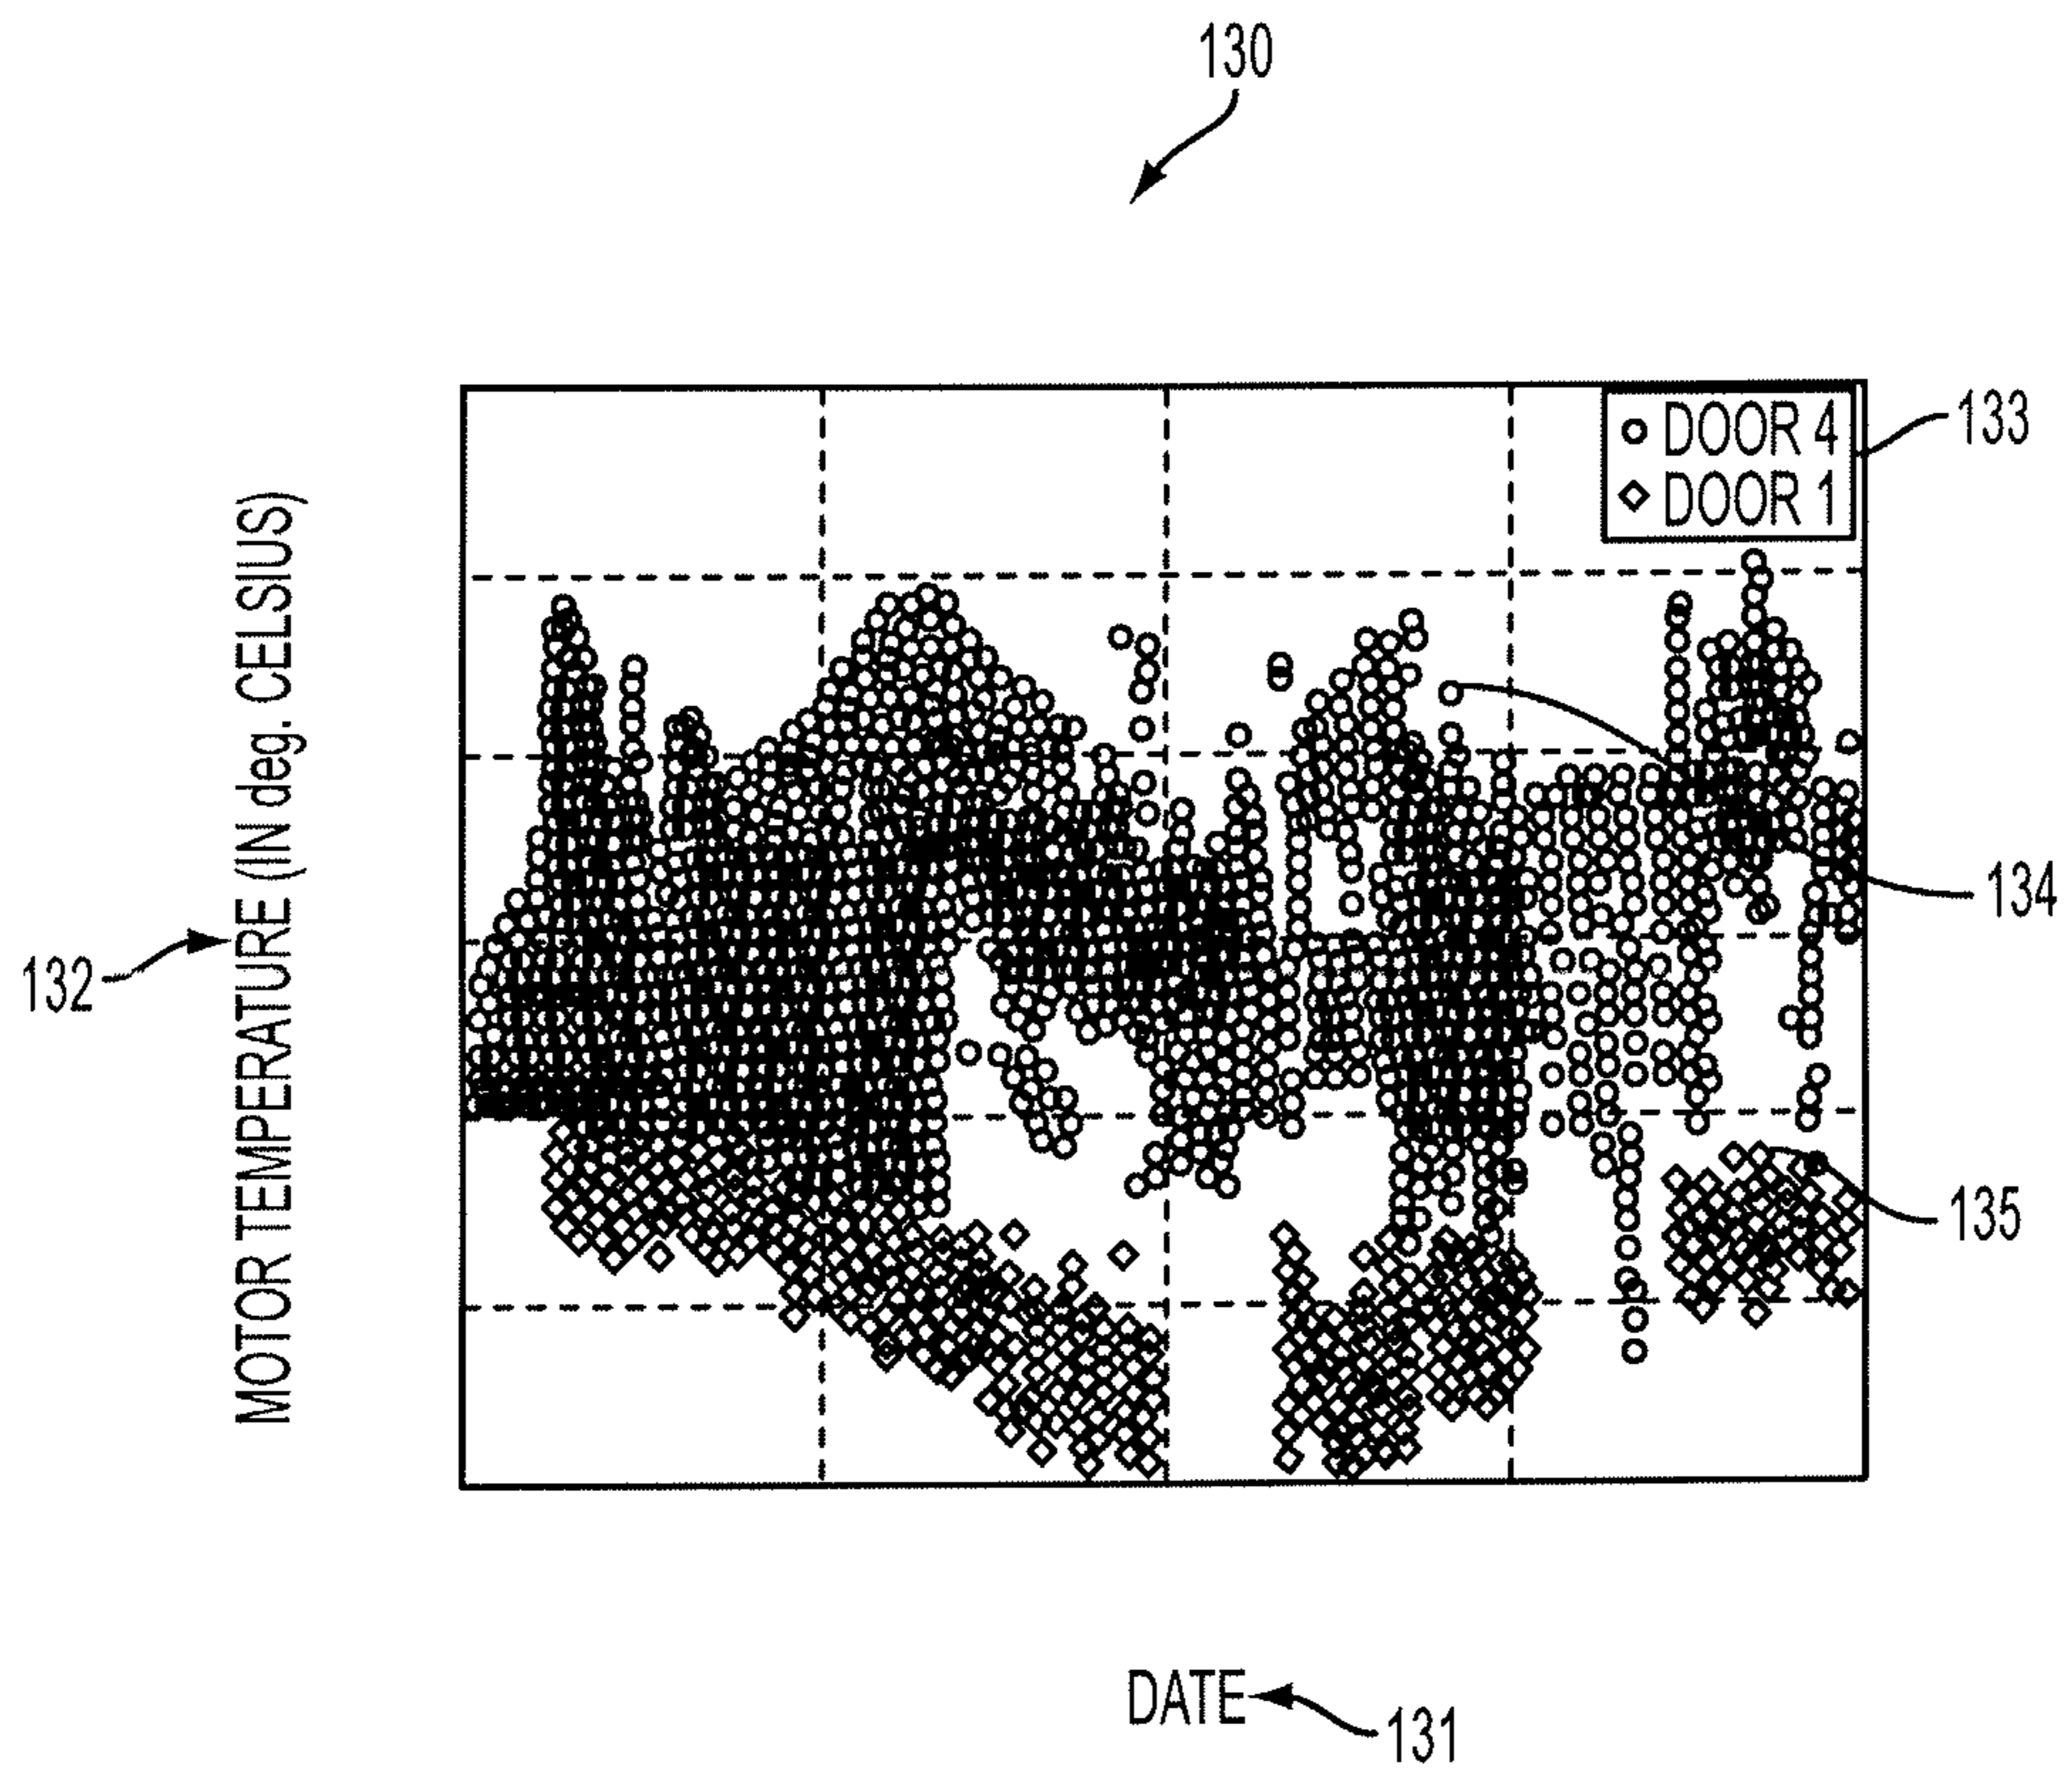 130
DOOR 4
DOOR 1
133
MOTOR TEMPERATURE (IN deg. CELSIUS)
132
134
135
DATE
131